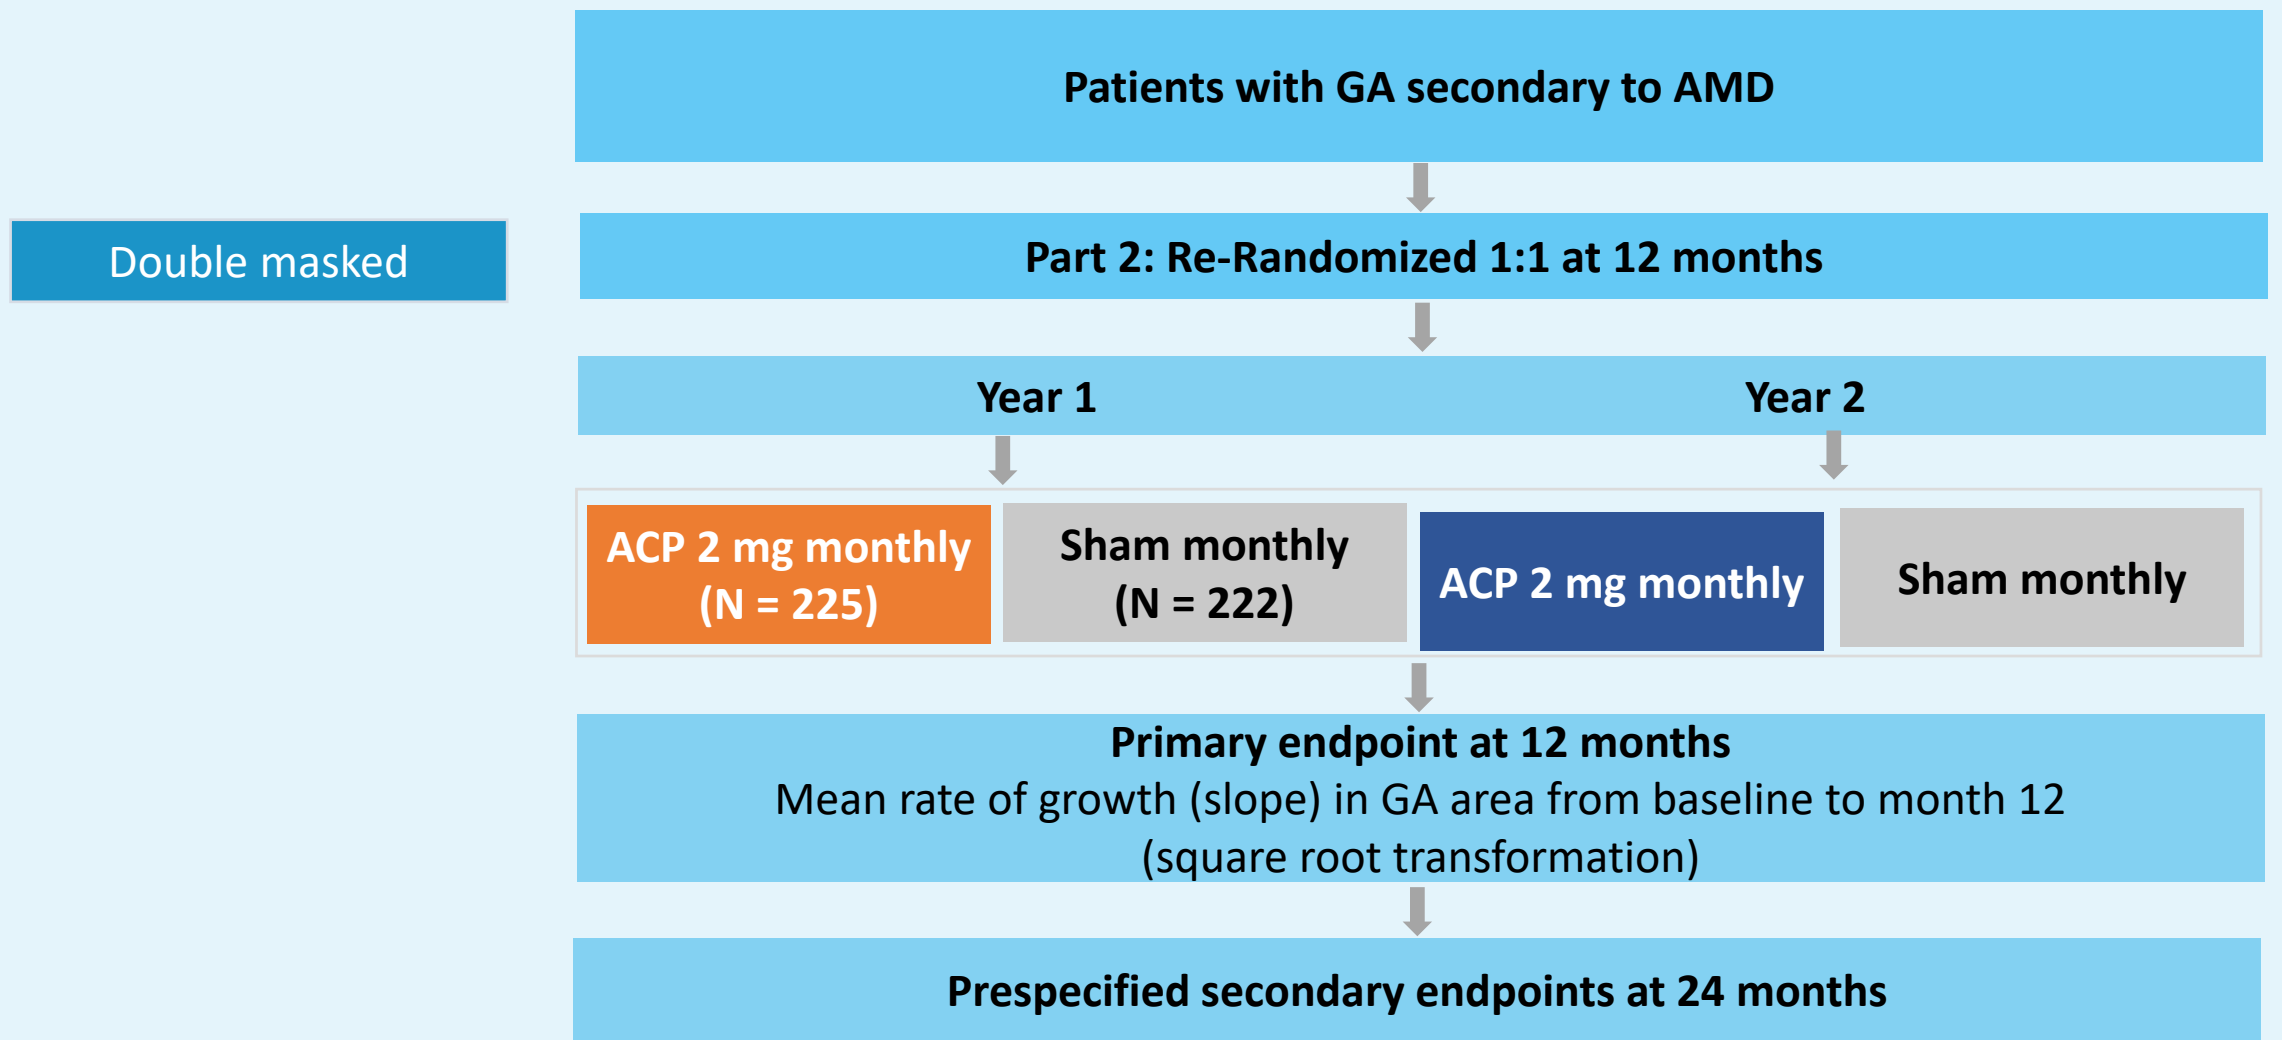 Patients with GA secondary to AMD
Double masked
Part 2: Re-Randomized 1:1 at 12 months
Year 1
Year 2
ACP 2 mg monthly
(N = 225)
Sham monthly
(N = 222)
ACP 2 mg monthly
Sham monthly
Primary endpoint at 12 months
Mean rate of growth (slope) in GA area from baseline to month 12
(square root transformation)
Prespecified secondary endpoints at 24 months